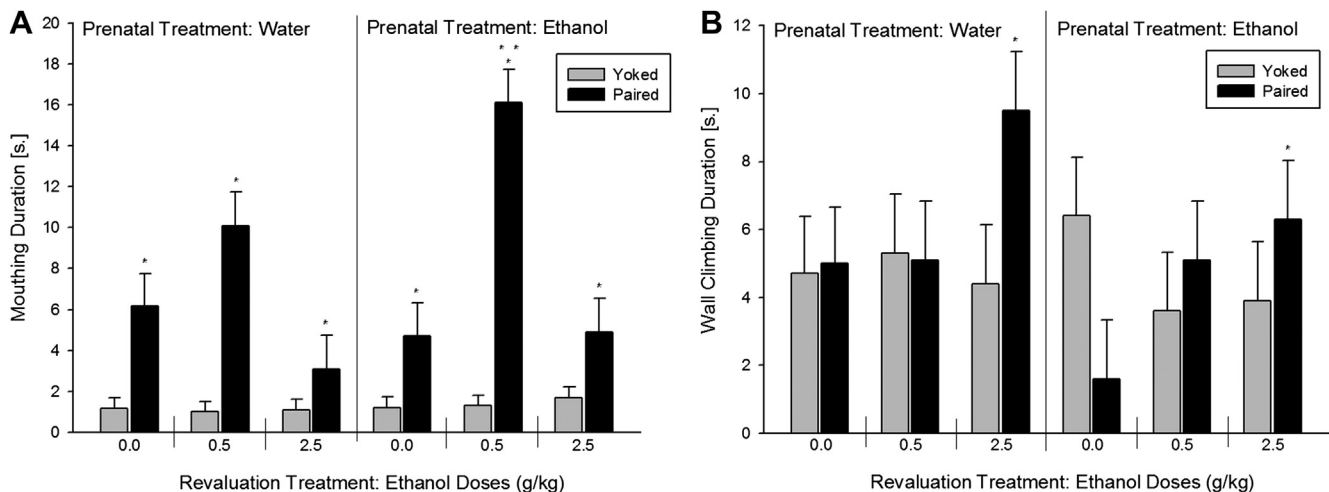 A
Prenatal Treatment: Water
Prenatal Treatment: Ethanol
* *
*
Yoked
Paired
*
*
*
*
*
Mouthing Duration [s.]
20
18
16
14
12
10
8
6
4
2
0
0.0 0.5 2.5 0.0 0.5 2.5
Revaluation Treatment: Ethanol Doses (g/kg)
B
Prenatal Treatment: Water
Prenatal Treatment: Ethanol
*
Yoked
Paired
*
Wall Climbing Duration [s.]
12
10
8
6
4
2
0
0.0 0.5 2.5 0.0 0.5 2.5
Revaluation Treatment: Ethanol Doses (g/kg)